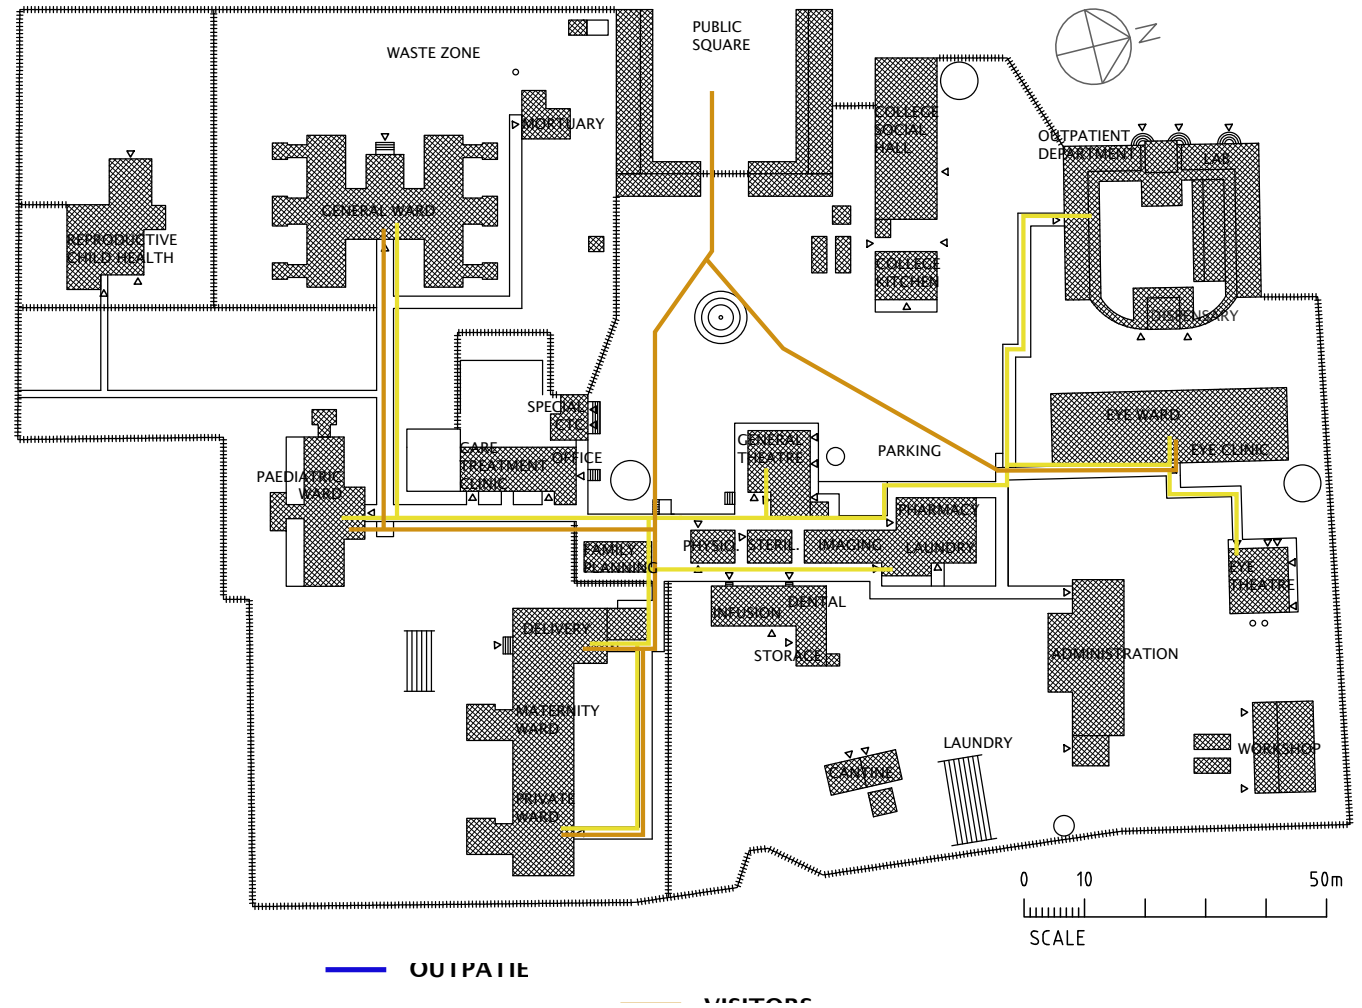 PUBLIC
SQUARE
WASTE ZONE
N
MORTUARY
COLLEGE
SOCIAL
HALL
OUTPATIENT
DEPARTMENT
LAB
GENERAL WARD
REPRODUCTIVE
CHILD HEALTH
COLLEGE
KITCHEN
DISPENSARY
SPECIAL
CTC
EYE WARD
EYE CLINIC
CARE
TREATMENT
CLINIC
OFFICE
GENERAL
THEATRE
PARKING
PAEDIATRIC
WARD
PHARMACY
FAMILY
PLANNING
PHYSIO.
STERIL.
IMAGING
LAUNDRY
EYE
THEATRE
INFUSION
DENTAL
STORAGE
DELIVERY
ADMINISTRATION
MATERNITY
WARD
LAUNDRY
WORKSHOP
CANTINE
PRIVATE
WARD
0 10 50m
SCALE
OUTPATIE
VISITORS